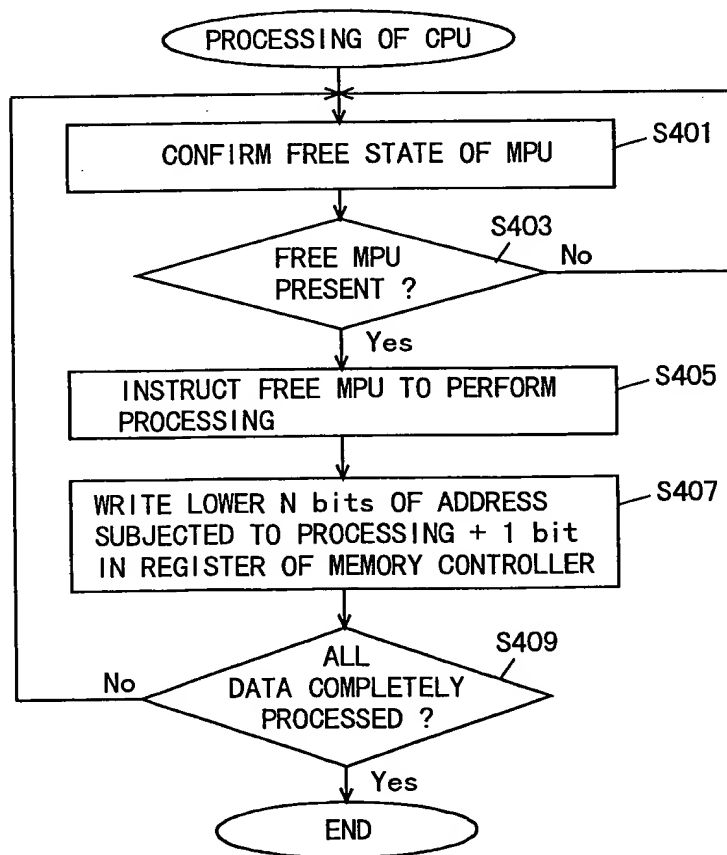 PROCESSING OF CPU
CONFIRM FREE STATE OF MPU
S401
S403
FREE MPU
PRESENT ?
No
Yes
INSTRUCT FREE MPU TO PERFORM
PROCESSING
S405
WRITE LOWER N bits OF ADDRESS
SUBJECTED TO PROCESSING + 1 bit
IN REGISTER OF MEMORY CONTROLLER
S407
S409
ALL
DATA COMPLETELY
PROCESSED ?
No
Yes
END